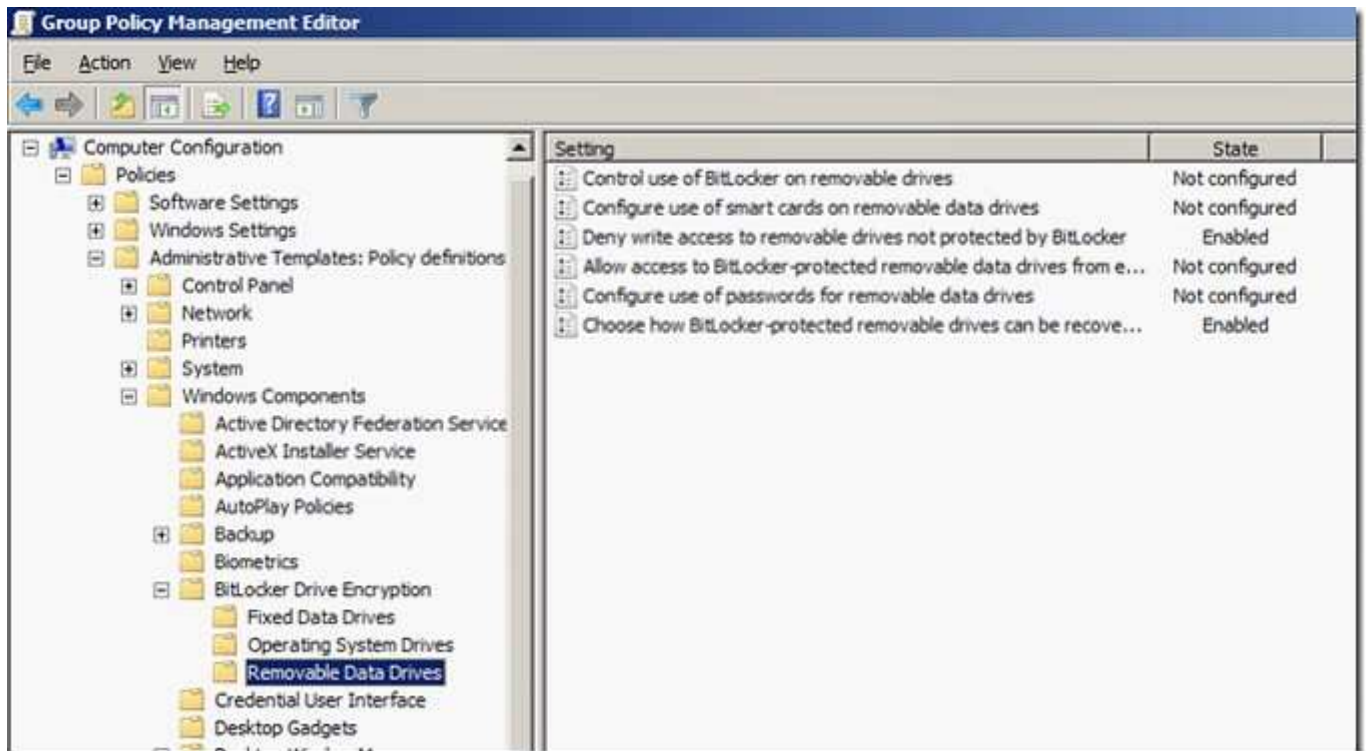 Group Policy Management Editor
File Action View Help
Computer Configuration
Policies
Software Settings
Windows Settings
Administrative Templates: Policy definitions
Control Panel
Network
Printers
System
Windows Components
Active Directory Federation Service
ActiveX Installer Service
Application Compatibility
AutoPlay Policies
Backup
Biometrics
BitLocker Drive Encryption
Fixed Data Drives
Operating System Drives
Removable Data Drives
Credential User Interface
Desktop Gadgets
Setting State
Control use of BitLocker on removable drives Not configured
Configure use of smart cards on removable data drives Not configured
Deny write access to removable drives not protected by BitLocker Enabled
Allow access to BitLocker-protected removable data drives from e... Not configured
Configure use of passwords for removable data drives Not configured
Choose how BitLocker-protected removable drives can be recove... Enabled